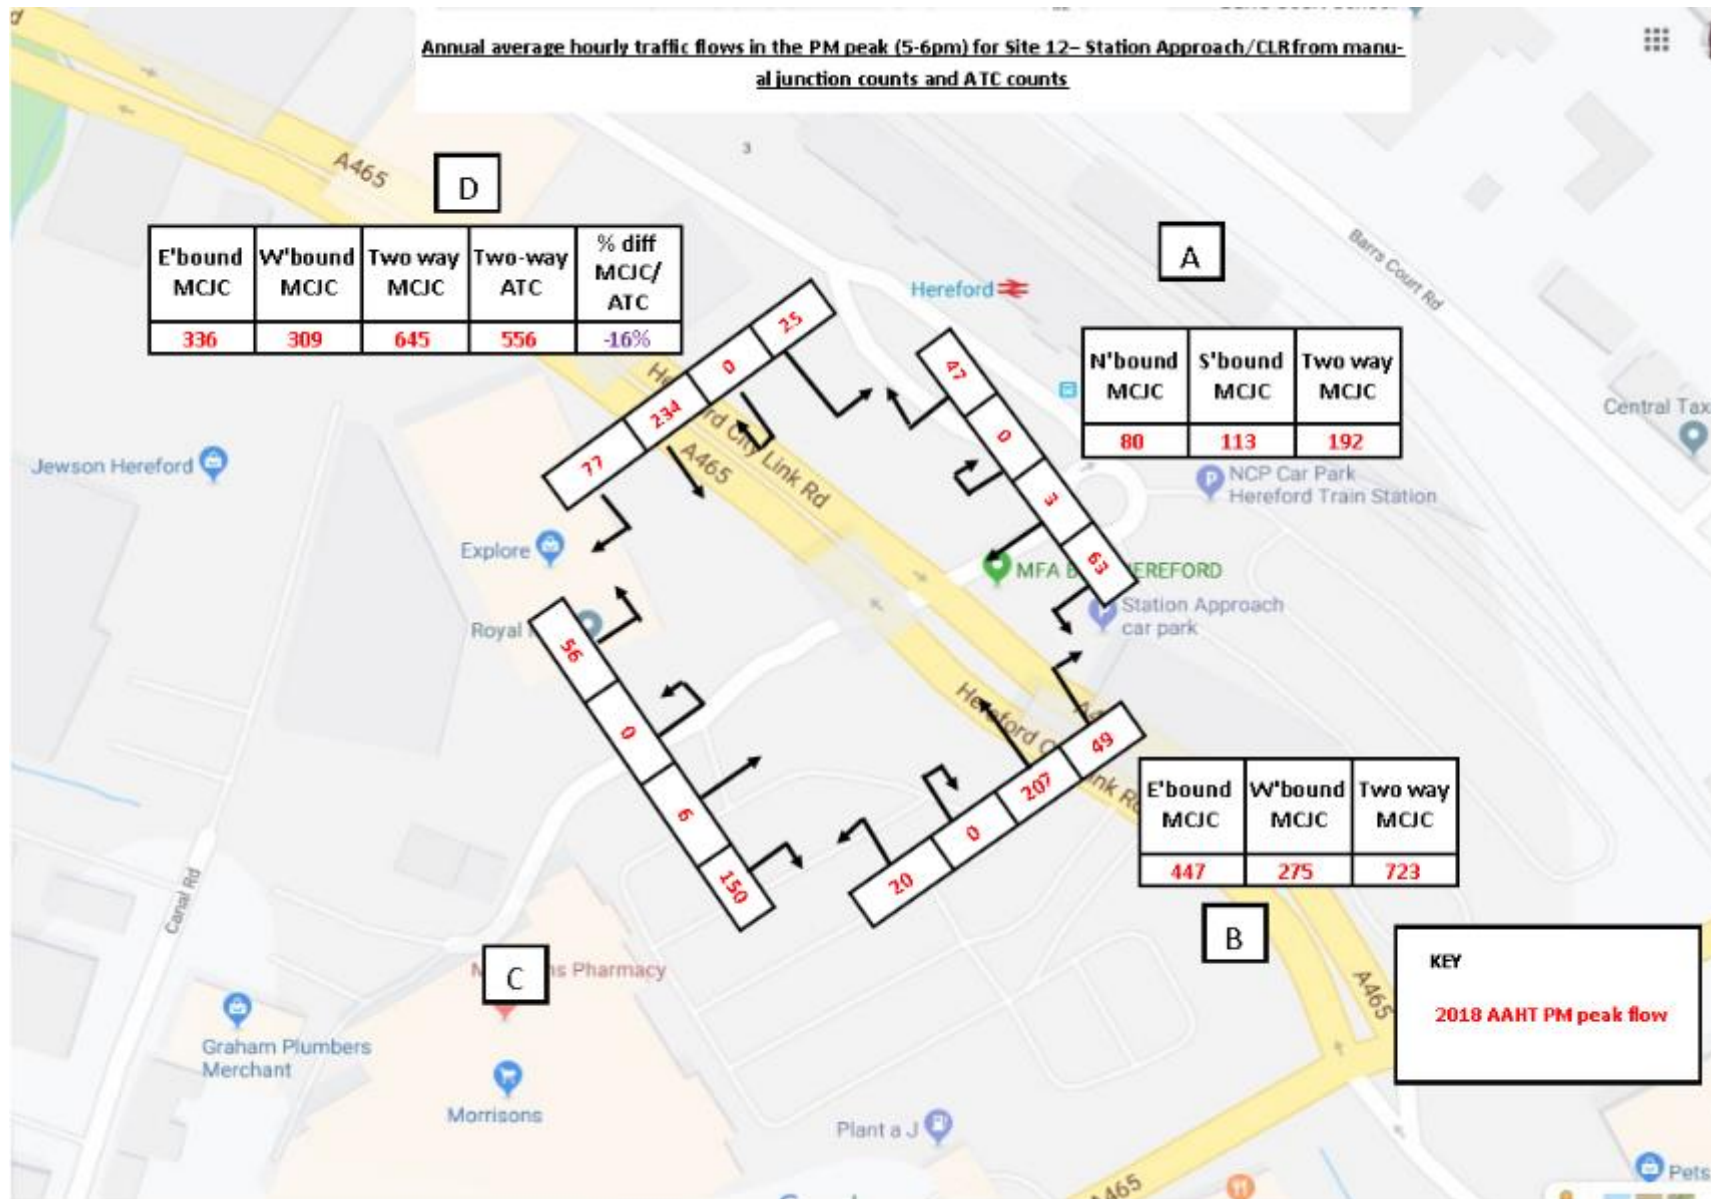 Annual average hourly traffic flows in the PM peak (5-6pm) for Site 12– Station Approach/CLR from manu-
al junction counts and ATC counts
A465
3
D
A
E'bound MCJC
W'bound MCJC
Two way MCJC
Two-way ATC
% diff MCJC/ ATC
336
309
645
556
-16%
Hereford
Barrs Court Rd
N'bound MCJC
S'bound MCJC
Two way MCJC
80
113
192
25
0
234
77
47
0
3
63
Rd City Link Rd
A465
Central Tax
Jewson Hereford
NCP Car Park
Hereford Train Station
Explore
MFA B
EREFORD
Station Approach
car park
Royal
56
0
6
150
Hereford
nk Rd
49
207
0
20
E'bound MCJC
W'bound MCJC
Two way MCJC
447
275
723
B
C
Canal Rd
ns Pharmacy
KEY
2018 AAHT PM peak flow
A465
Graham Plumbers
Merchant
Morrisons
Plant a J
A465
Pets